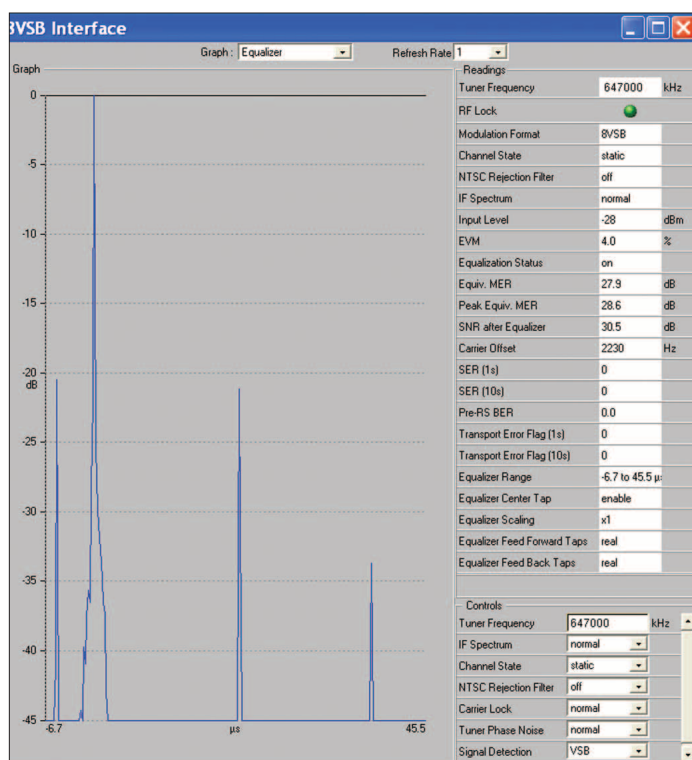 8VSB Interface
Graph : Equalizer Refresh Rate 1
Graph
0
-5
-10
-15
-20
dB
-25
-30
-35
-40
-45
-6.7 µs 45.5
Readings
Tuner Frequency 647000 kHz
RF Lock
Modulation Format 8VSB
Channel State static
NTSC Rejection Filter off
IF Spectrum normal
Input Level -28 dBm
EVM 4.0 %
Equalization Status on
Equiv. MER 27.9 dB
Peak Equiv. MER 28.6 dB
SNR after Equalizer 30.5 dB
Carrier Offset 2230 Hz
SER (1s) 0
SER (10s) 0
Pre-RS BER 0.0
Transport Error Flag (1s) 0
Transport Error Flag (10s) 0
Equalizer Range -6.7 to 45.5 µ
Equalizer Center Tap enable
Equalizer Scaling x1
Equalizer Feed Forward Taps real
Equalizer Feed Back Taps real
Controls
Tuner Frequency 647000 kHz
IF Spectrum normal
Channel State static
NTSC Rejection Filter off
Carrier Lock normal
Tuner Phase Noise normal
Signal Detection VSB